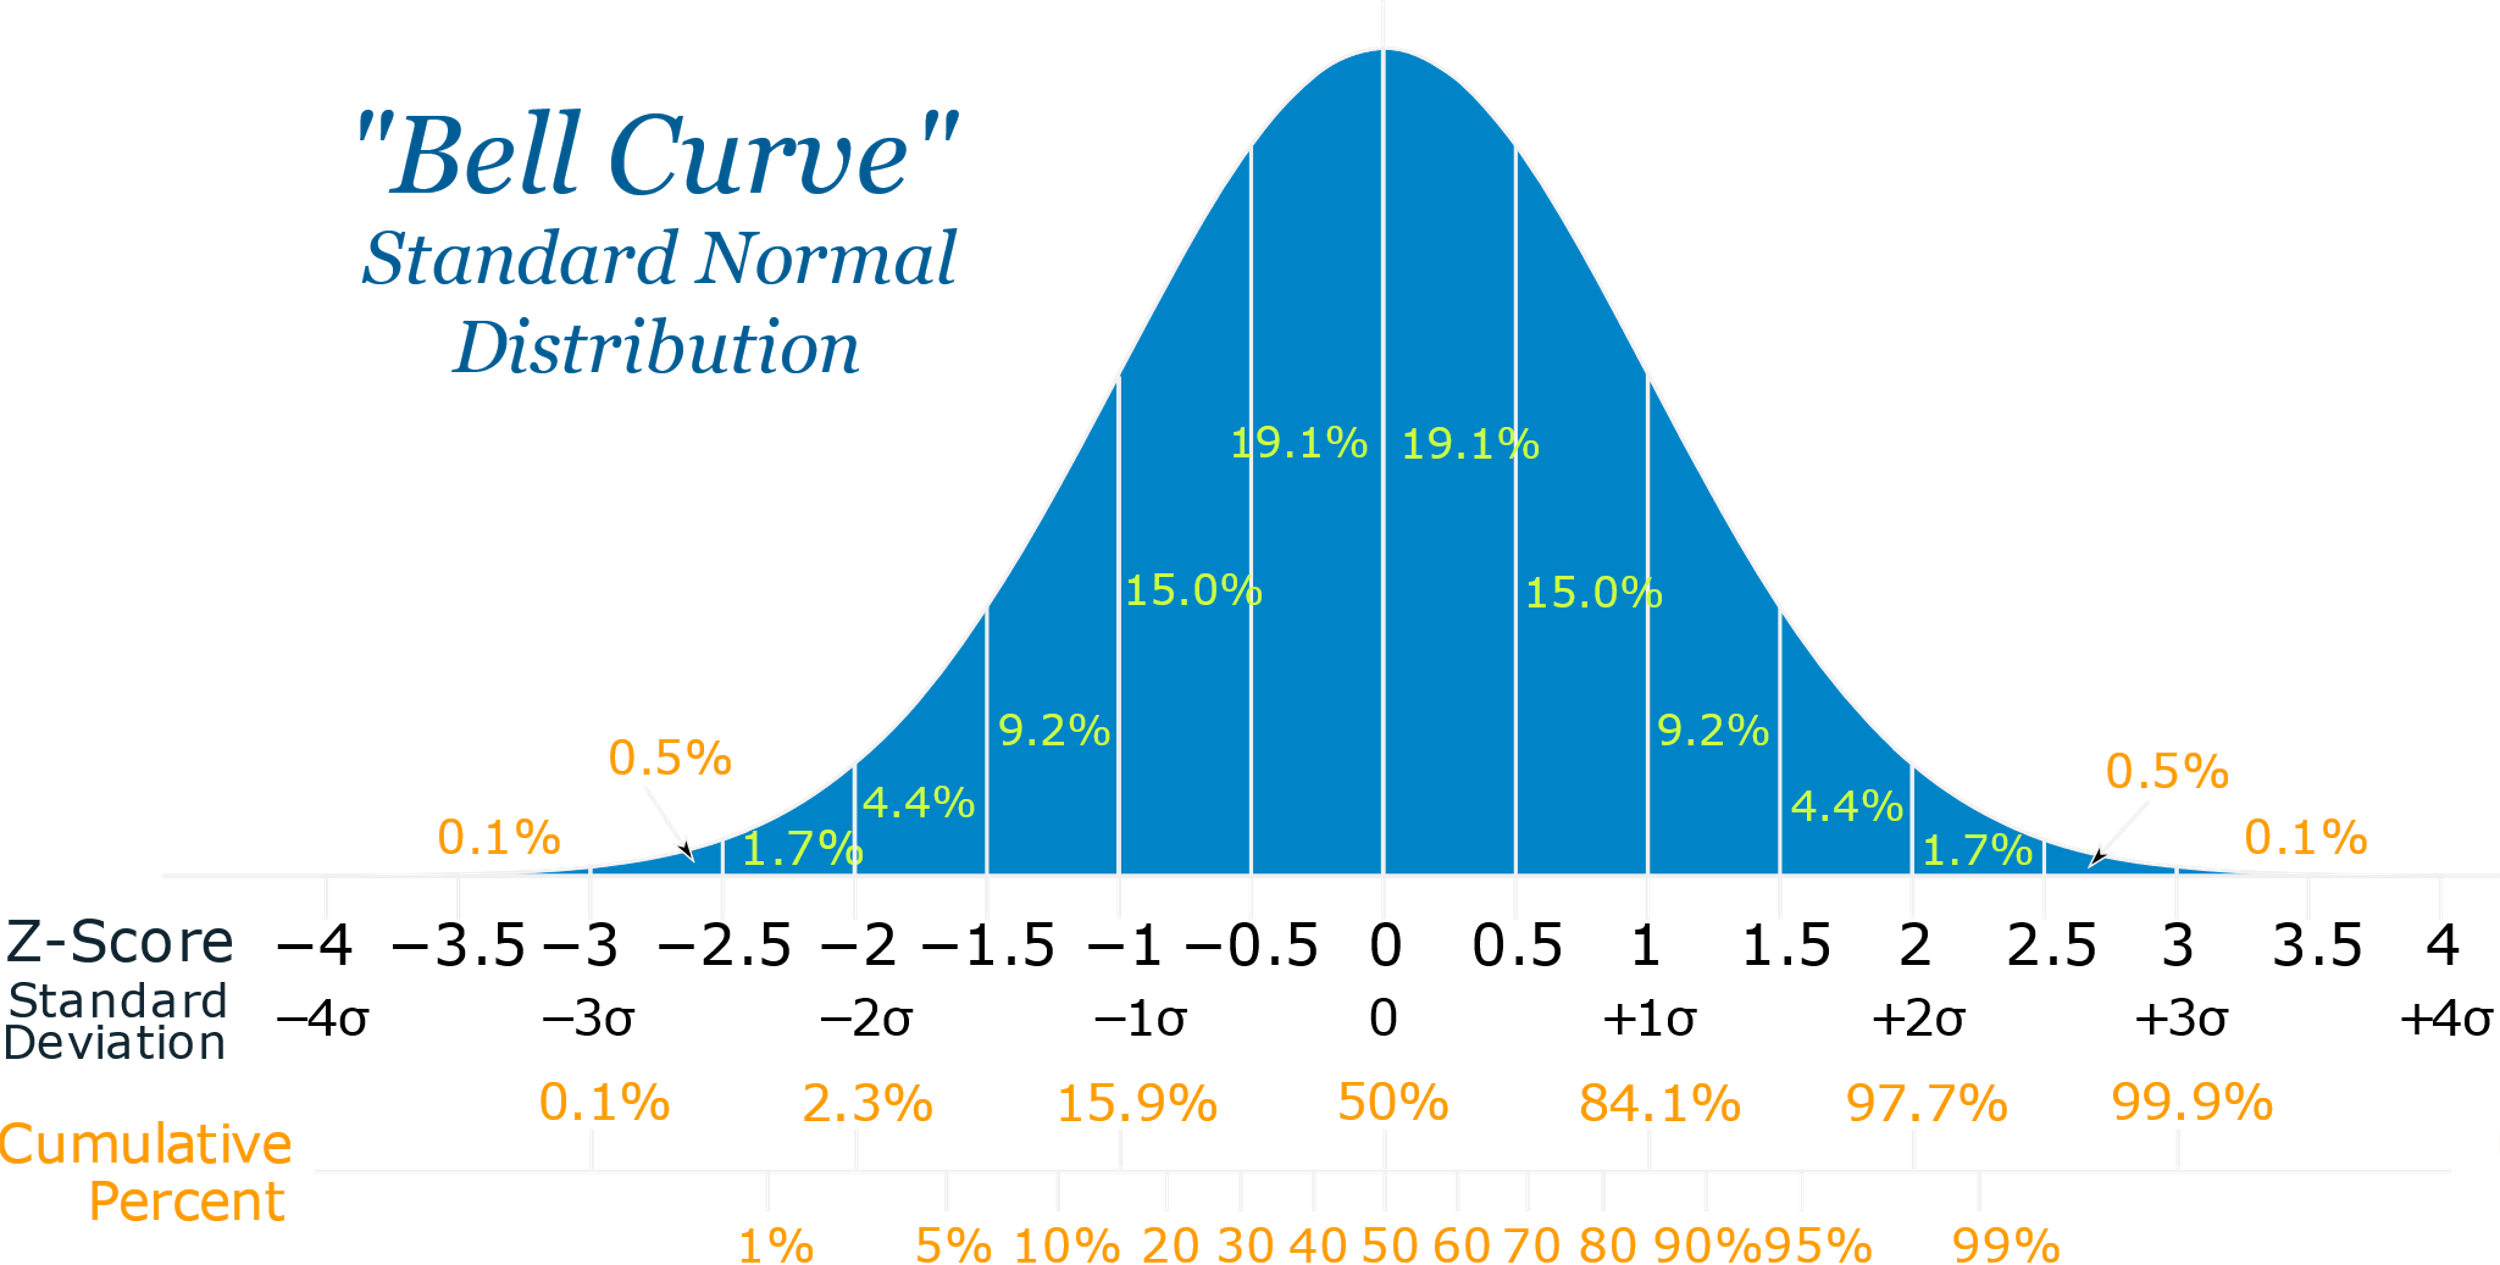 "Bell Curve"
Standard Normal
Distribution
19.1% 19.1%
15.0% 15.0%
9.2% 9.2%
0.5% 0.5%
4.4% 4.4%
0.1% 1.7% 1.7% 0.1%
Z-Score −4 −3.5 −3 −2.5 −2 −1.5 −1 −0.5 0 0.5 1 1.5 2 2.5 3 3.5 4
Standard
Deviation
−4σ −3σ −2σ −1σ 0 +1σ +2σ +3σ +4σ
0.1% 2.3% 15.9% 50% 84.1% 97.7% 99.9%
Cumulative
Percent
1% 5% 10% 20 30 40 50 60 70 80 90% 95% 99%